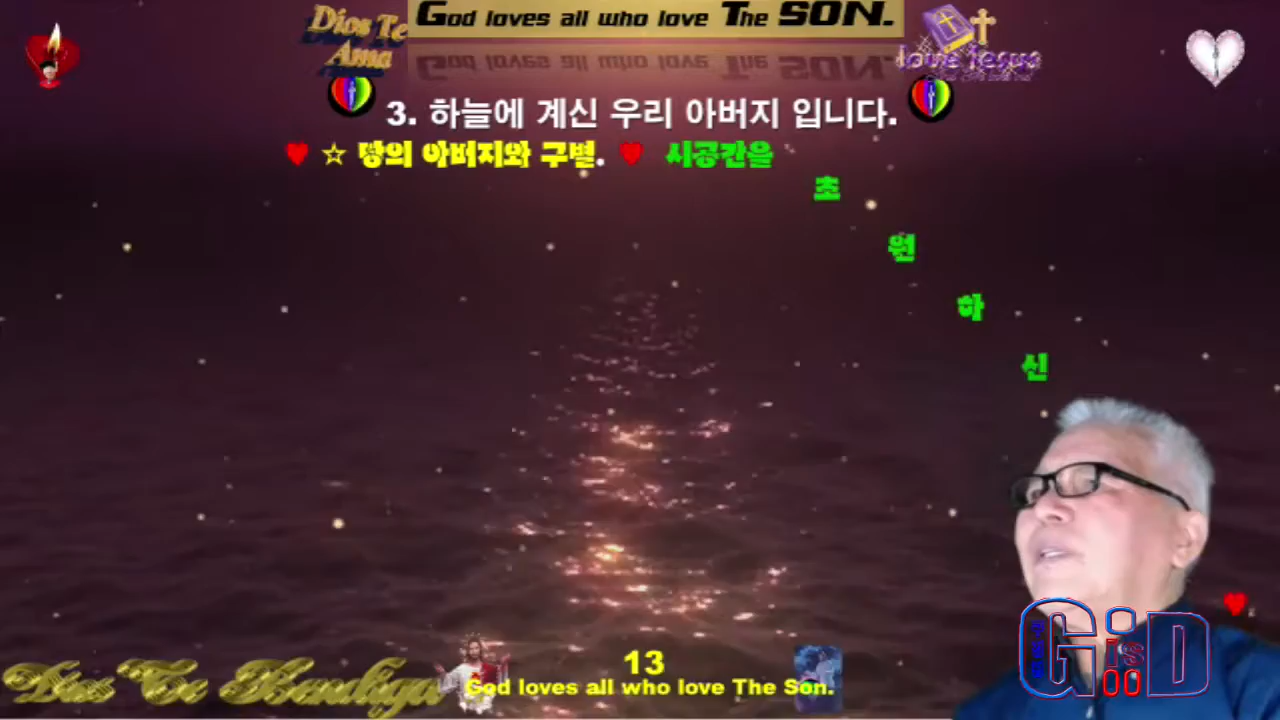 Dios Te
Ama
God loves all who love The SON.
love Jesus
3. 하늘에 계신 우리 아버지 입니다.
☆ 땅의 아버지와 구별. 시공간을
초
원
하
신
G is D
Dios Te Bendiga
13
God loves all who love The Son.